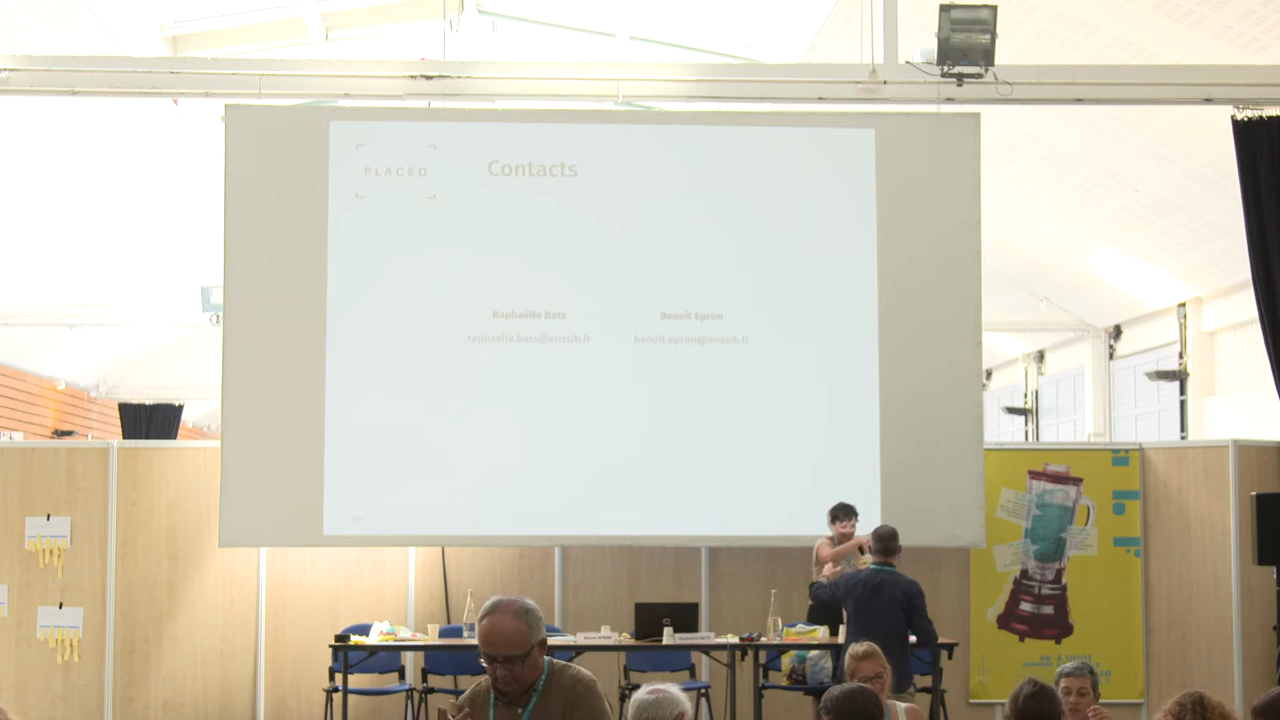 PLACED
Contacts
Raphaëlle Bats
raphaelle.bats@enssib.fr
Benoît Epron
benoit.epron@enssib.fr